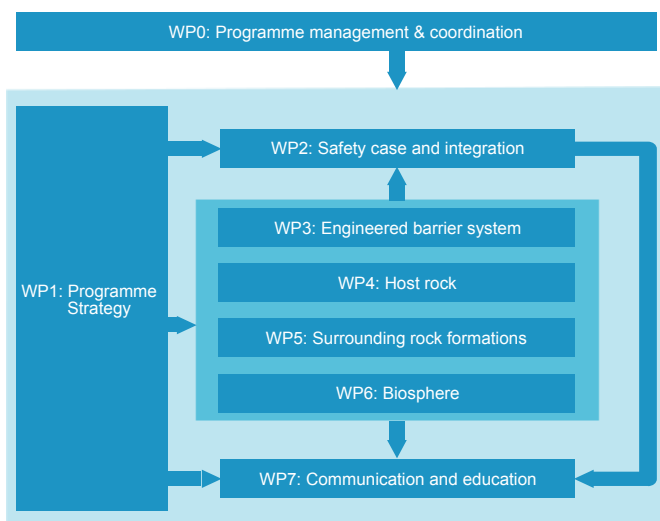 WP0: Programme management & coordination
WP2: Safety case and integration
WP3: Engineered barrier system
WP1: Programme
Strategy
WP4: Host rock
WP5: Surrounding rock formations
WP6: Biosphere
WP7: Communication and education